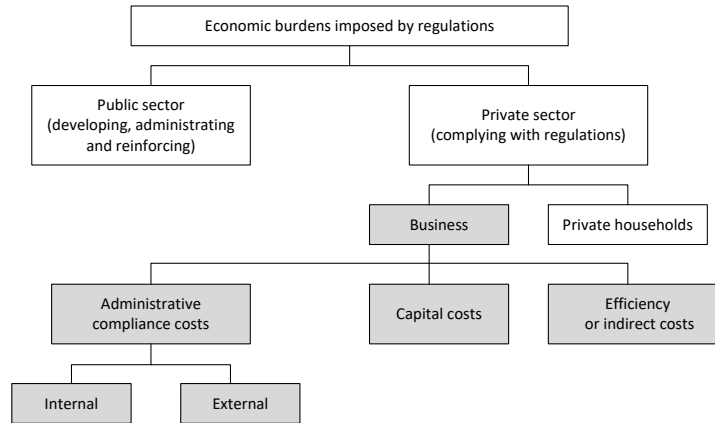 Economic burdens imposed by regulations
Public sector
(developing, administrating
and reinforcing)
Private sector
(complying with regulations)
Business
Private households
Administrative
compliance costs
Capital costs
Efficiency
or indirect costs
Internal
External